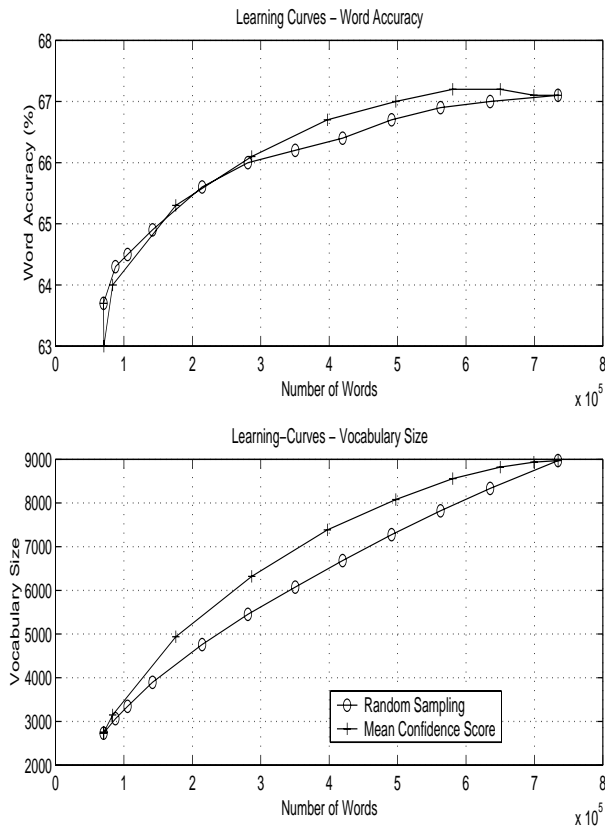 Learning Curves – Word Accuracy
68
67
66
65
64
63
Word Accuracy (%)
0 1 2 3 4 5 6 7 8
Number of Words
x 10^5
Learning–Curves – Vocabulary Size
9000
8000
7000
6000
5000
4000
3000
2000
Vocabulary Size
Random Sampling
Mean Confidence Score
0 1 2 3 4 5 6 7 8
Number of Words
x 10^5